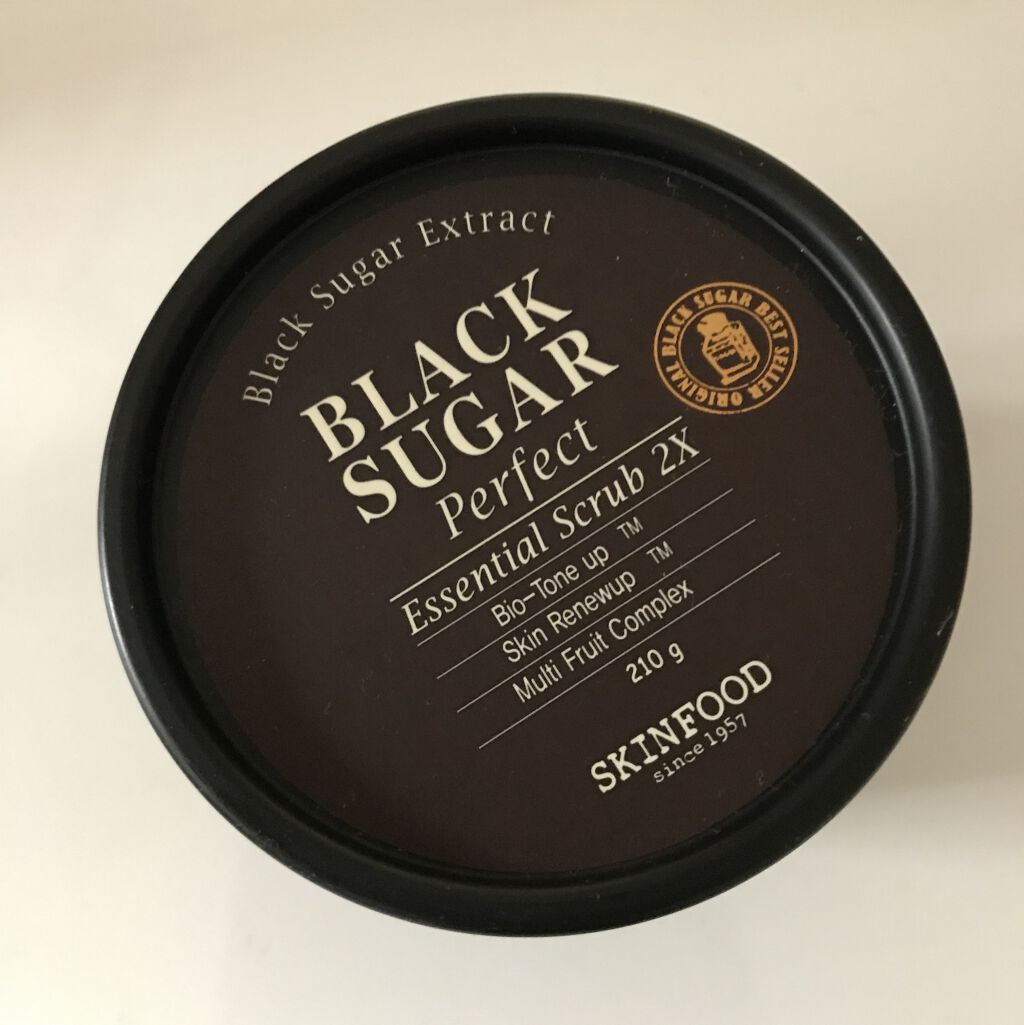 Black Sugar Extract
BLACK
SUGAR
Perfect
Essential Scrub 2X
Bio-Tone up ™
Skin Renewup ™
Multi Fruit Complex
210 g
SKINFOOD
since 1957
BLACK SUGAR BEST SELLER ORIGINAL